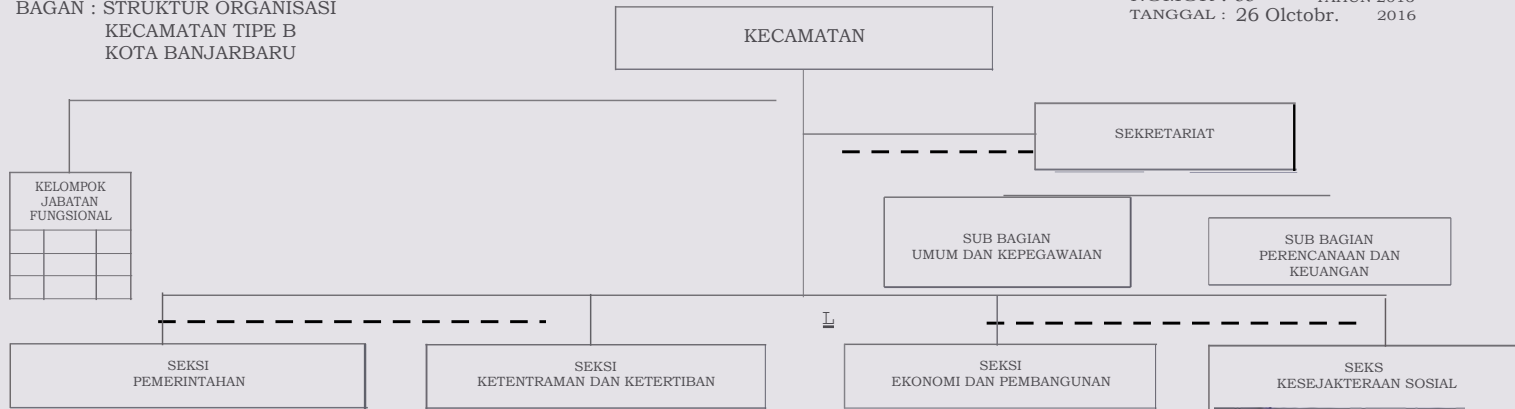 BAGAN : STRUKTUR ORGANISASI
KECAMATAN TIPE B
KOTA BANJARBARU
TANGGAL : 26 Olctobr. 2016
KECAMATAN
SEKRETARIAT
KELOMPOK
JABATAN
FUNGSIONAL
SUB BAGIAN
UMUM DAN KEPEGAWAIAN
SUB BAGIAN
PERENCANAAN DAN
KEUANGAN
L
SEKSI
PEMERINTAHAN
SEKSI
KETENTRAMAN DAN KETERTIBAN
SEKSI
EKONOMI DAN PEMBANGUNAN
SEKS
KESEJAKTERAAN SOSIAL